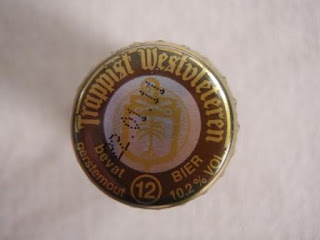 Trappist Westvleteren
bevat
gerstemout
12
BIER
10.2% VOL